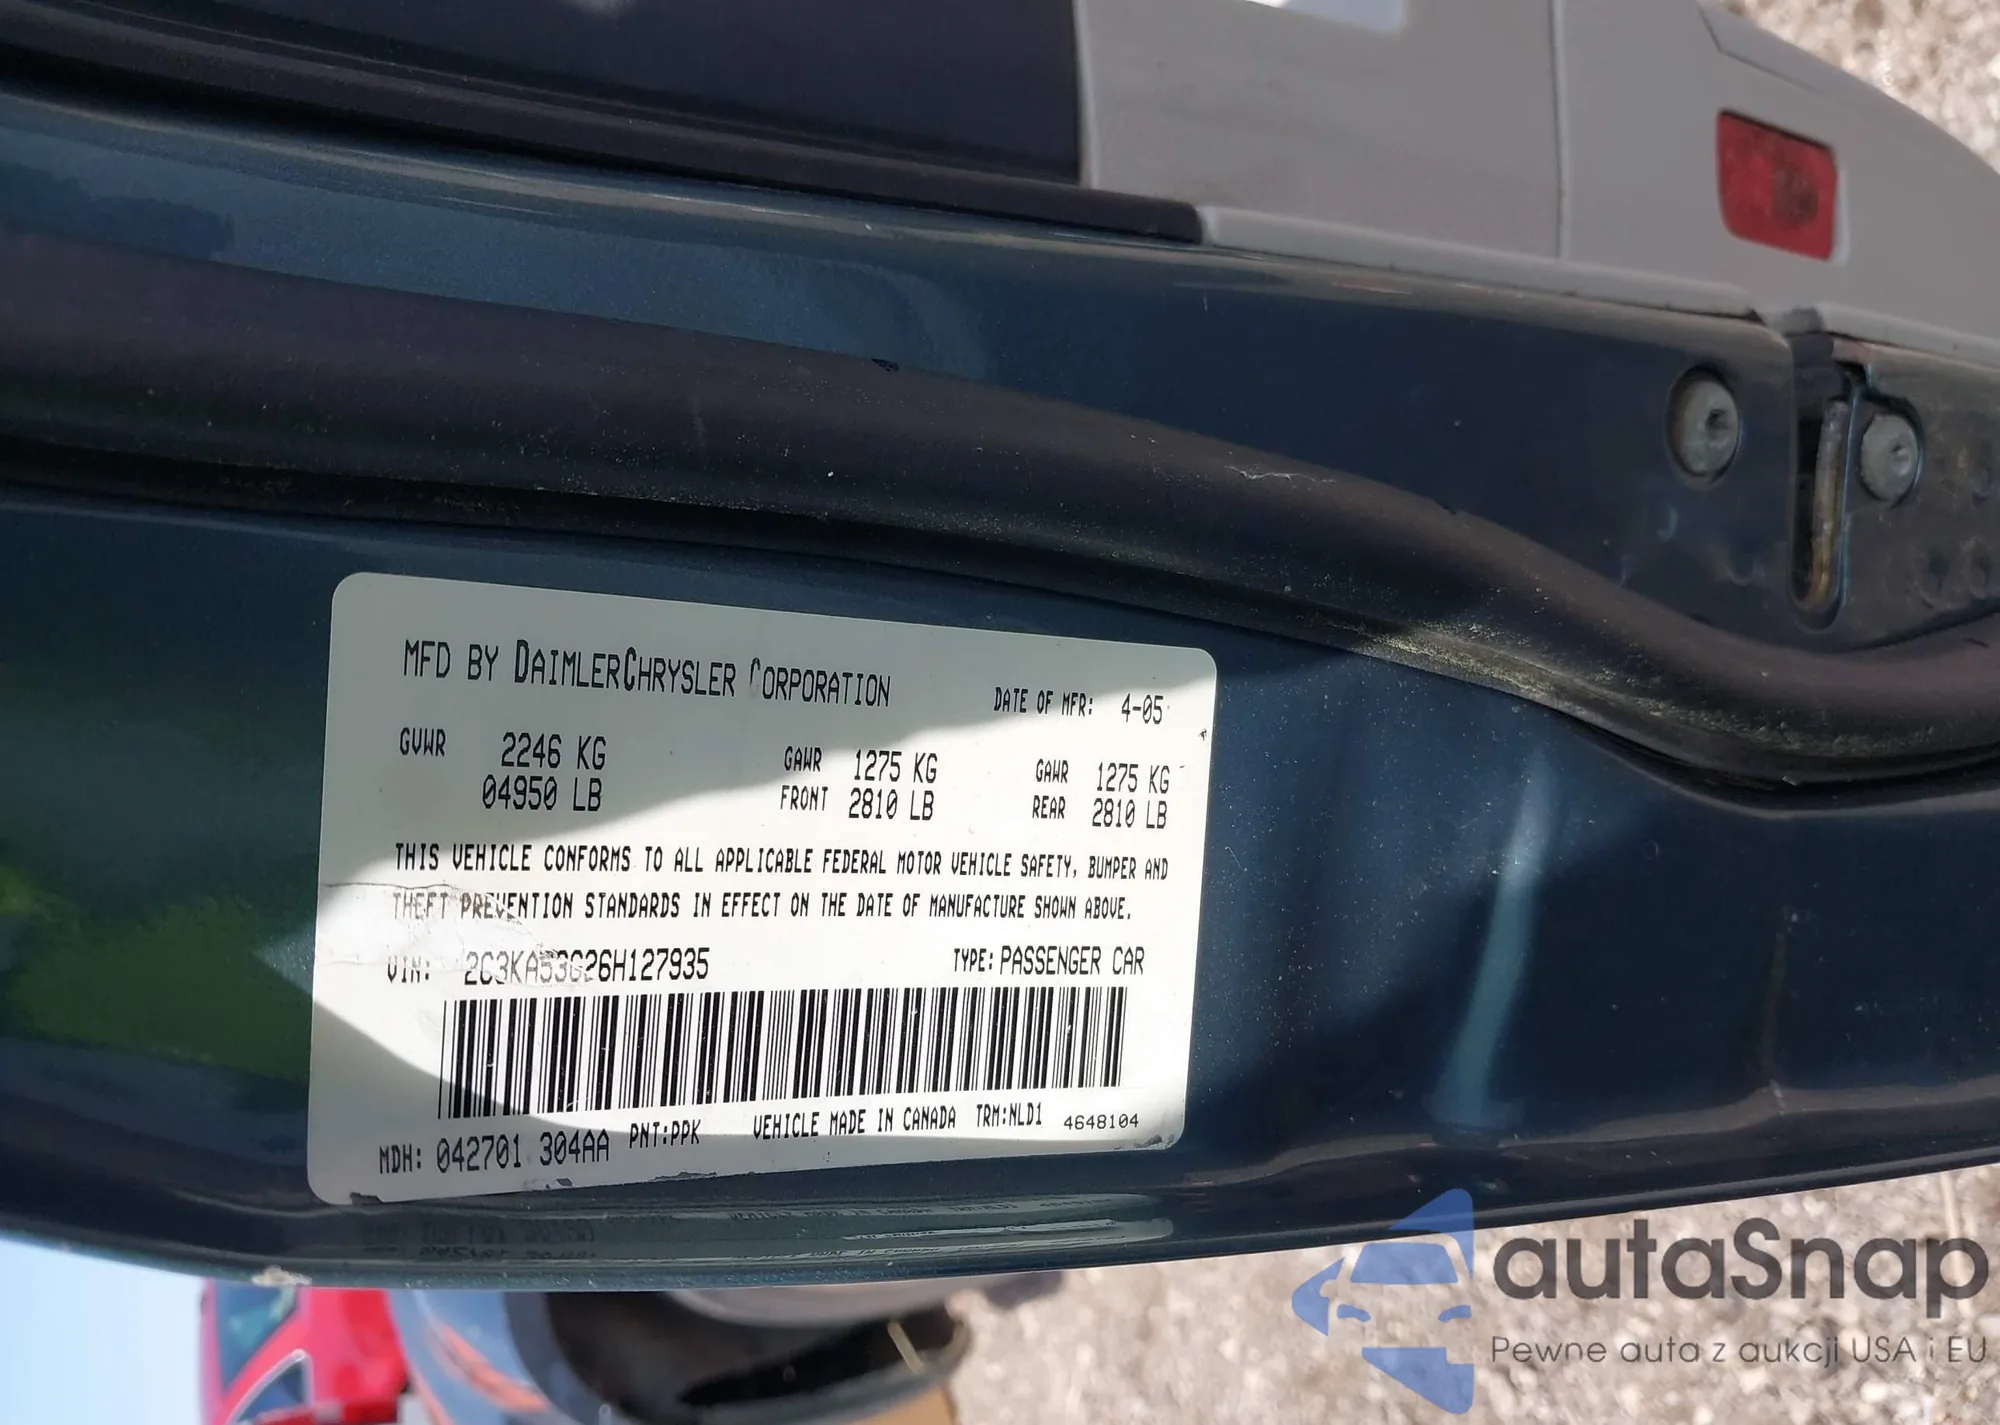 MFD BY DAIMLERCHRYSLER CORPORATION
DATE OF MFR: 4-05
GVWR 2246 KG GAWR 1275 KG GAWR 1275 KG
04950 LB FRONT 2810 LB REAR 2810 LB
THIS VEHICLE CONFORMS TO ALL APPLICABLE FEDERAL MOTOR VEHICLE SAFETY, BUMPER AND
THEFT PREVENTION STANDARDS IN EFFECT ON THE DATE OF MANUFACTURE SHOWN ABOVE.
VIN: 2C3KA53G26H127935 TYPE: PASSENGER CAR
MDH: 042701 304AA PNT:PPK VEHICLE MADE IN CANADA TRM:NLD1 4648104
autaSnap
Pewne auta z aukcji USA i EU